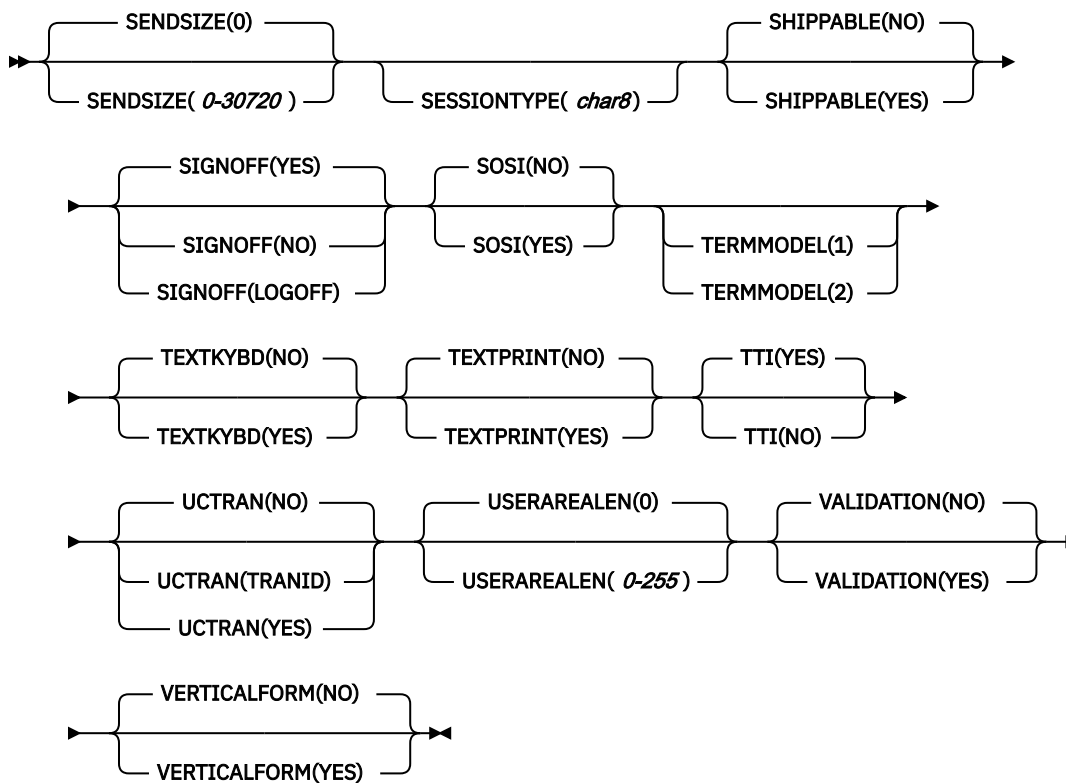 SENDSIZE(0) SHIPPABLE(NO)
SENDSIZE( 0-30720 ) SESSIONTYPE( char8) SHIPPABLE(YES)
SIGNOFF(YES) SOSI(NO)
SIGNOFF(NO) SOSI(YES) TERMMODEL(1)
SIGNOFF(LOGOFF) TERMMODEL(2)
TEXTKYBD(NO) TEXTPRINT(NO) TTI(YES)
TEXTKYBD(YES) TEXTPRINT(YES) TTI(NO)
UCTRAN(NO) USERAREALEN(0) VALIDATION(NO)
UCTRAN(TRANID) USERAREALEN( 0-255 ) VALIDATION(YES)
UCTRAN(YES)
VERTICALFORM(NO)
VERTICALFORM(YES)